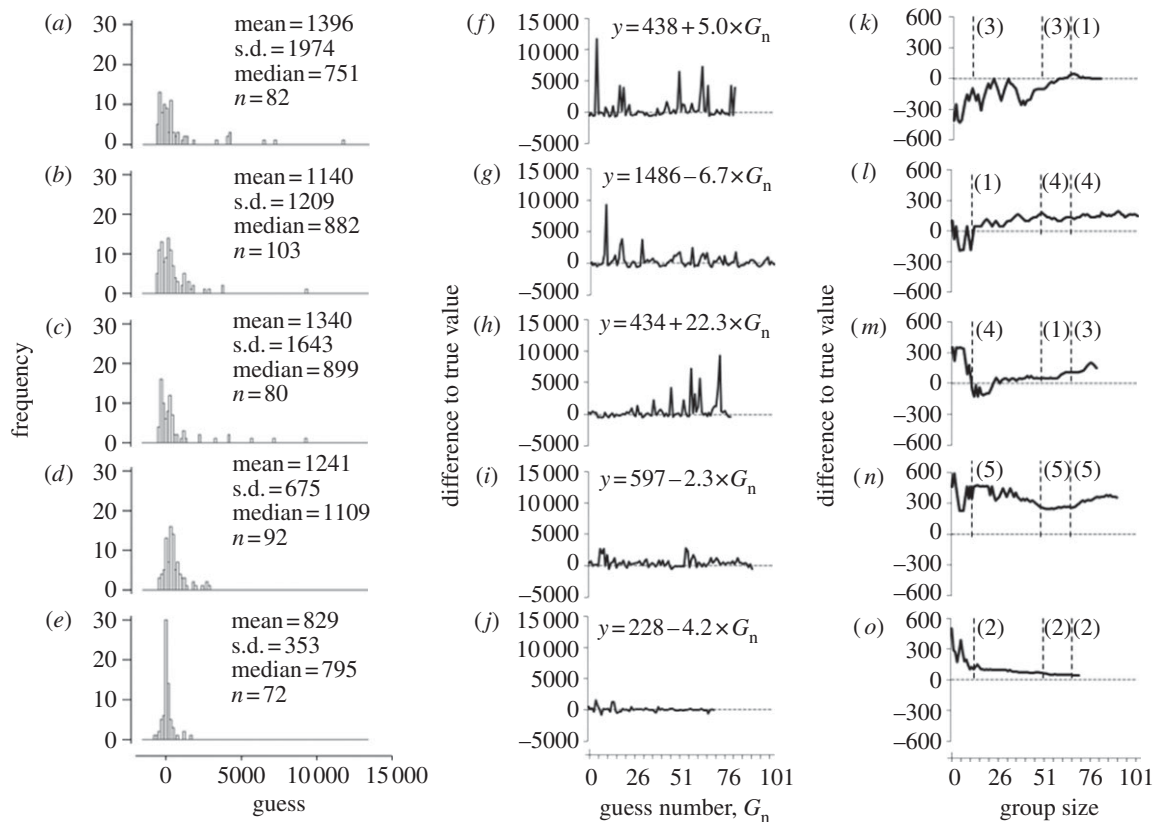 (a)
30
20
10
0
mean = 1396
s.d. = 1974
median = 751
n = 82
(b)
30
20
10
0
mean = 1140
s.d. = 1209
median = 882
n = 103
(c)
30
20
10
0
mean = 1340
s.d. = 1643
median = 899
n = 80
(d)
30
20
10
0
mean = 1241
s.d. = 675
median = 1109
n = 92
(e)
30
20
10
0
mean = 829
s.d. = 353
median = 795
n = 72
frequency
0 5000 10 000 15 000
guess
(f)
15 000
10 000
5000
0
–5000
y = 438 + 5.0 × Gn
(g)
15 000
10 000
5000
0
–5000
y = 1486 – 6.7 × Gn
(h)
15 000
10 000
5000
0
–5000
y = 434 + 22.3 × Gn
(i)
15 000
10 000
5000
0
–5000
y = 597 – 2.3 × Gn
(j)
15 000
10 000
5000
0
–5000
y = 228 – 4.2 × Gn
difference to true value
0 26 51 76 101
guess number, Gn
(k)
600
300
0
–300
–600
(3) (3) (1)
(l)
600
300
0
–300
–600
(1) (4) (4)
(m)
600
300
0
–300
–600
(4) (1) (3)
(n)
600
300
0
–300
–600
(5) (5) (5)
(o)
600
300
0
–300
–600
(2) (2) (2)
difference to true value
0 26 51 76 101
group size